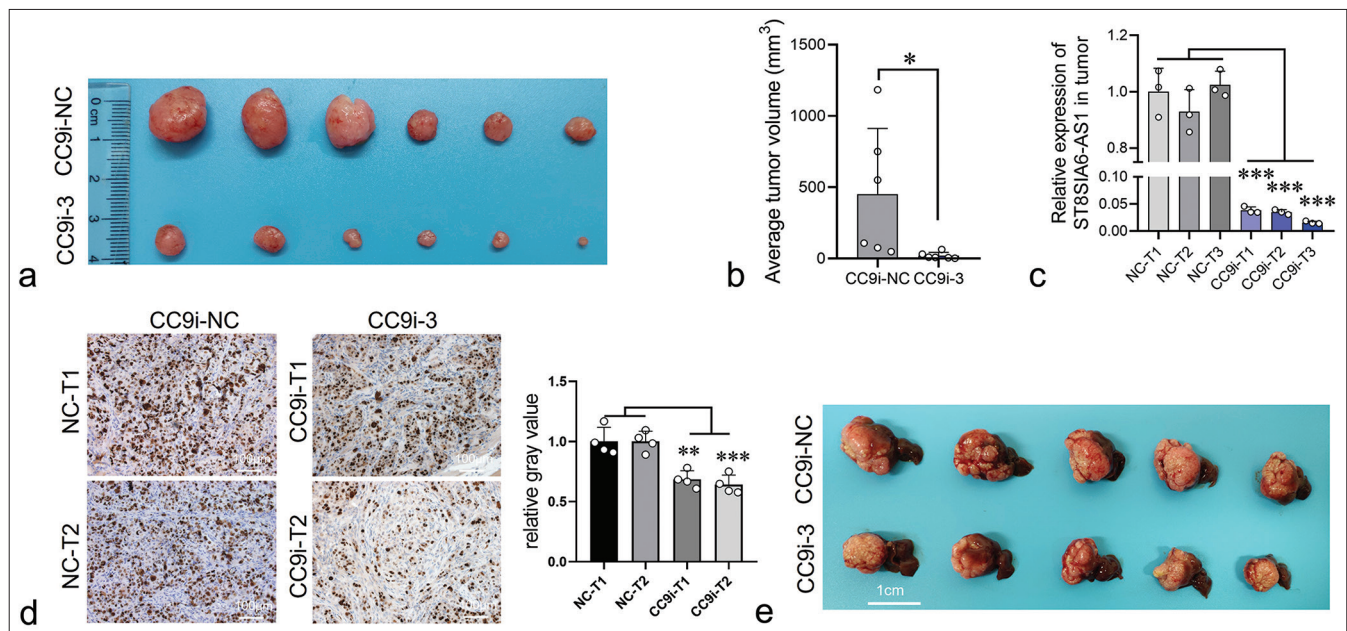 a
CC9i-NC
CC9i-3
0cm
1
2
3
4
b
Average tumor volume (mm³)
1500
1000
500
0
*
CC9i-NC
CC9i-3
c
Relative expression of
ST8SIA6-AS1 in tumor
1.2
1.0
0.8
0.10
0.05
0.00
***
***
***
NC-T1
NC-T2
NC-T3
CC9i-T1
CC9i-T2
CC9i-T3
d
CC9i-NC
CC9i-3
NC-T1
100μm
CC9i-T1
100μm
NC-T2
100μm
CC9i-T2
100μm
relative gray value
1.5
1.0
0.5
0.0
**
***
NC-T1
NC-T2
CC9i-T1
CC9i-T2
e
CC9i-NC
CC9i-3
1cm